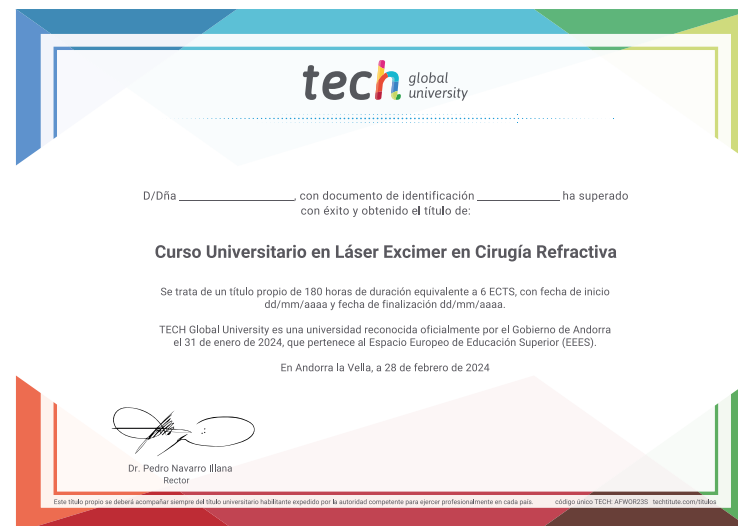 tech global university
D/Dña ____________, con documento de identificación ____________ ha superado
con éxito y obtenido el título de:
Curso Universitario en Láser Excimer en Cirugía Refractiva
Se trata de un título propio de 180 horas de duración equivalente a 6 ECTS, con fecha de inicio
dd/mm/aaaa y fecha de finalización dd/mm/aaaa.
TECH Global University es una universidad reconocida oficialmente por el Gobierno de Andorra
el 31 de enero de 2024, que pertenece al Espacio Europeo de Educación Superior (EEES).
En Andorra la Vella, a 28 de febrero de 2024
Dr. Pedro Navarro Illana
Rector
Este título propio se deberá acompañar siempre del título universitario habilitante expedido por la autoridad competente para ejercer profesionalmente en cada país. código único TECH: AFWOR23S techtitute.com/titulos